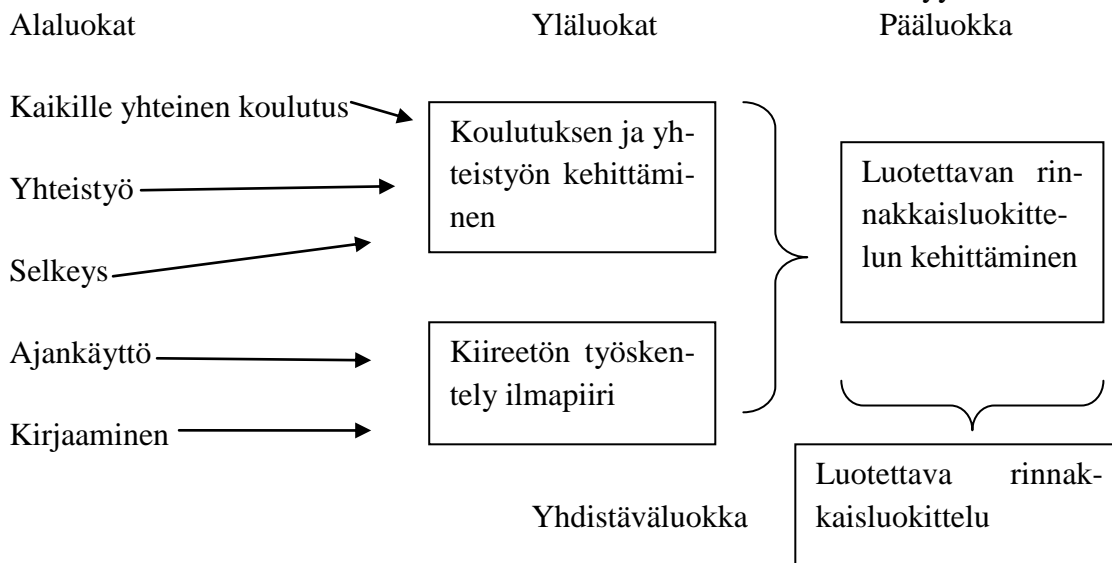 Alaluokat Yläluokat Pääluokka
Kaikille yhteinen koulutus
Yhteistyö
Selkeys
Ajankäyttö
Kirjaaminen
Koulutuksen ja yh-
teistyön kehittämi-
nen
Kiireetön työsken-
tely ilmapiiri
Luotettavan rin-
nakkaisluokitte-
lun kehittäminen
Yhdistäväluokka
Luotettava rinnak-
kaisluokittelu